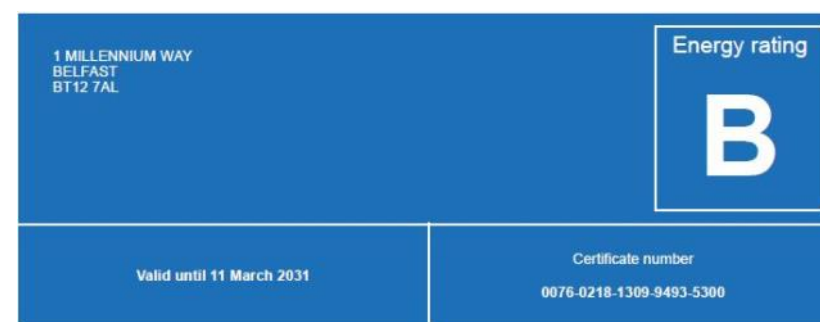 1 MILLENNIUM WAY
BELFAST
BT12 7AL
Energy rating
B
Valid until 11 March 2031
Certificate number
0076-0218-1309-9493-5300